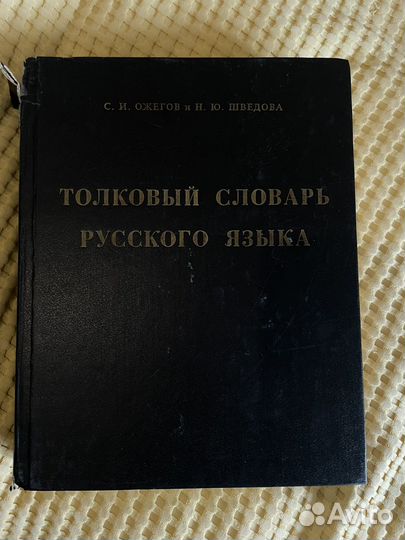 С. И. ОЖЕГОВ и Н. Ю. ШВЕДОВА
ТОЛКОВЫЙ СЛОВАРЬ
РУССКОГО ЯЗЫКА
Avito